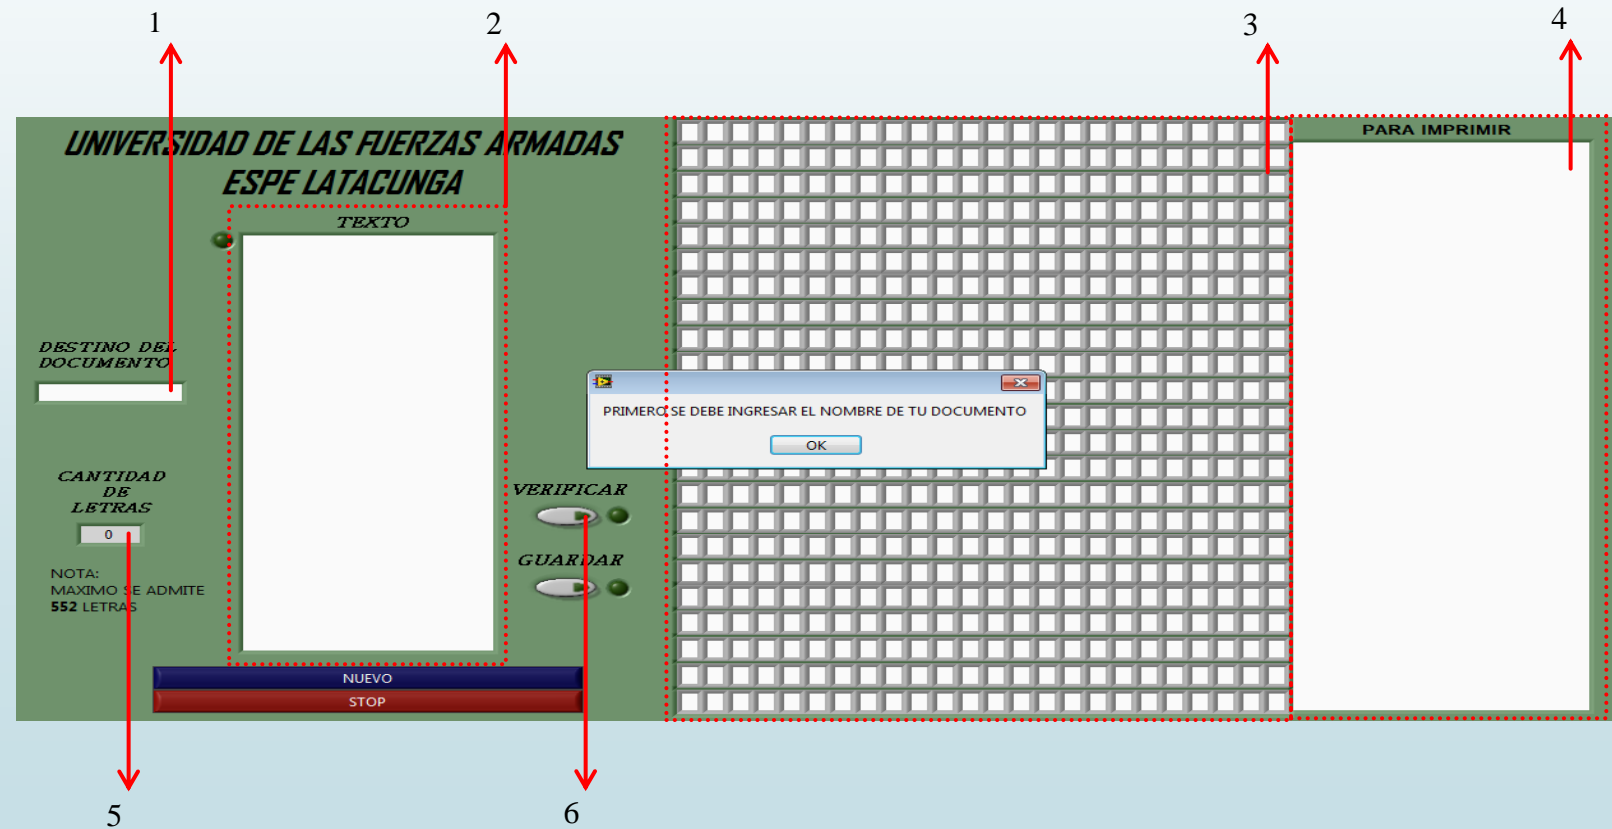 1
2
3
4
UNIVERSIDAD DE LAS FUERZAS ARMADAS
ESPE LATACUNGA
PARA IMPRIMIR
TEXTO
DESTINO DEL
DOCUMENTO
PRIMERO SE DEBE INGRESAR EL NOMBRE DE TU DOCUMENTO
OK
CANTIDAD
DE
LETRAS
0
VERIFICAR
GUARDAR
NOTA:
MAXIMO SE ADMITE
552 LETRAS
NUEVO
STOP
5
6